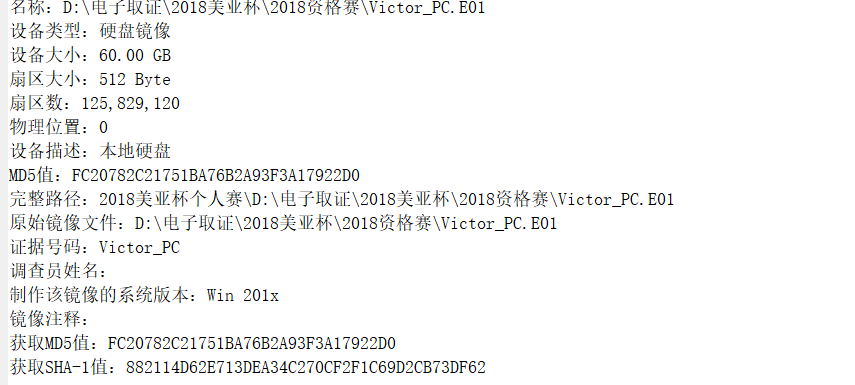 名称：D:\电子取证\2018美亚杯\2018资格赛\Victor_PC.E01
设备类型：硬盘镜像
设备大小：60.00 GB
扇区大小：512 Byte
扇区数：125,829,120
物理位置：0
设备描述：本地硬盘
MD5值：FC20782C21751BA76B2A93F3A17922D0
完整路径：2018美亚杯个人赛\D:\电子取证\2018美亚杯\2018资格赛\Victor_PC.E01
原始镜像文件：D:\电子取证\2018美亚杯\2018资格赛\Victor_PC.E01
证据号码：Victor_PC
调查员姓名：
制作该镜像的系统版本：Win 201x
镜像注释：
获取MD5值：FC20782C21751BA76B2A93F3A17922D0
获取SHA-1值：882114D62E713DEA34C270CF2F1C69D2CB73DF62